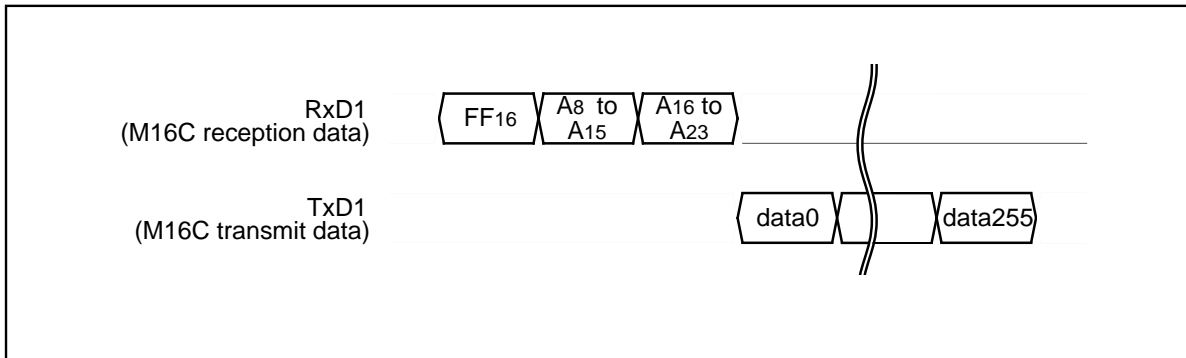 RxD1
(M16C reception data)
FF16
A8 to
A15
A16 to
A23
TxD1
(M16C transmit data)
data0
data255